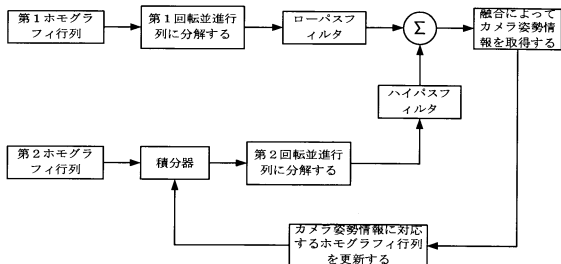 第１ホモグラ
フィ行列
第１回転並進行
列に分解する
ローパスフ
ィルタ
Σ
融合によって
カメラ姿勢情
報を取得する
ハイパスフ
ィルタ
第２ホモグラ
フィ行列
積分器
第２回転並進行
列に分解する
カメラ姿勢情報に対応
するホモグラフィ行列
を更新する